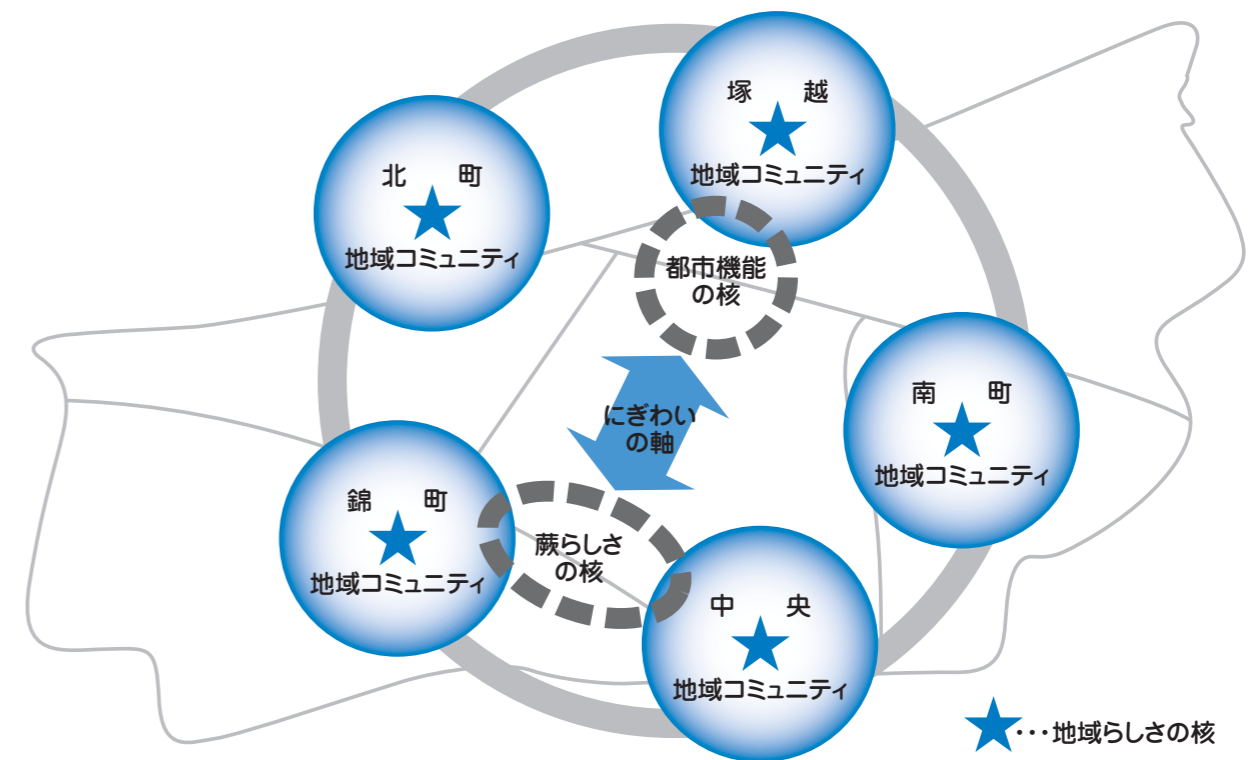 塚 越
地域コミュニティ
北 町
地域コミュニティ
都市機能
の核
南 町
地域コミュニティ
にぎわい
の軸
錦 町
地域コミュニティ
蕨らしさ
の核
中 央
地域コミュニティ
★・・・地域らしさの核